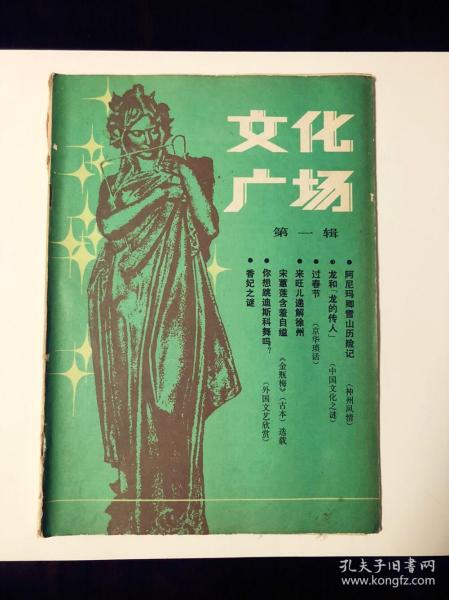 文化
广场
第一辑
●阿尼玛卿雪山历险记
（神州风情）
●龙和「龙的传人」
（中国文化之谜）
●过春节
（京华琐话）
●来旺儿递解徐州
宋蕙莲含羞自缢
《金瓶梅》（古本）选载
●你想跳迪斯科舞吗？
（外国文艺欣赏）
●香妃之谜
孔夫子旧书网
www.kongfz.com